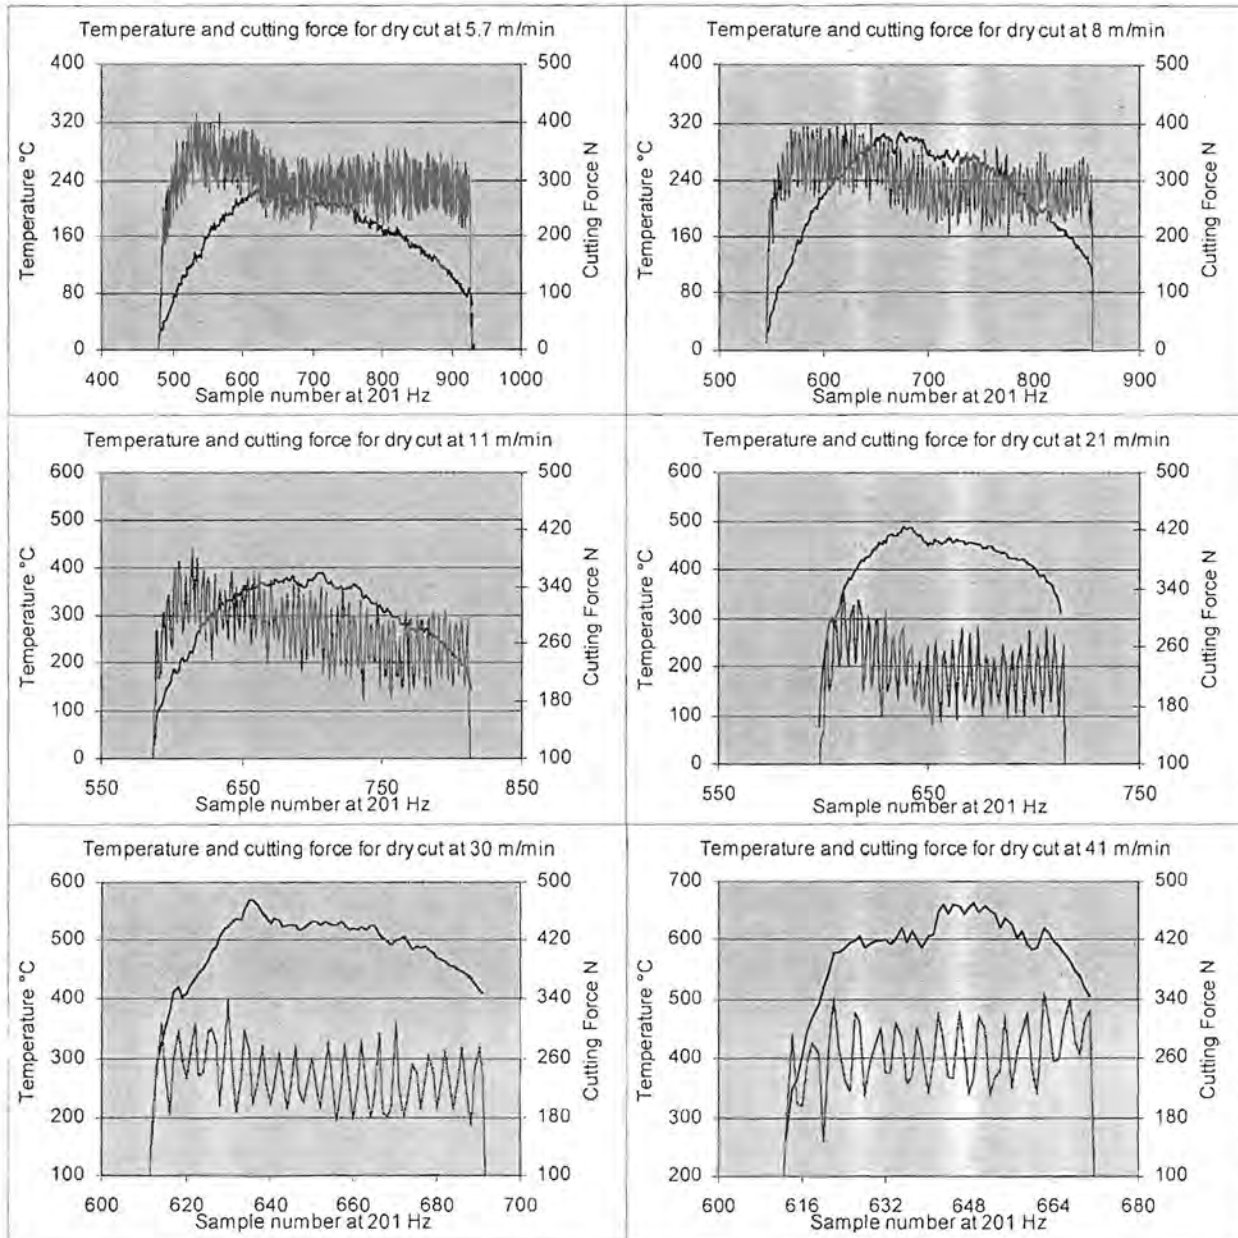 Temperature and cutting force for dry cut at 5.7 m/min
400
320
240
160
80
0
Temperature °C
500
400
300
200
100
0
Cutting Force N
400 500 600 700 800 900 1000
Sample number at 201 Hz
Temperature and cutting force for dry cut at 8 m/min
400
320
240
160
80
0
Temperature °C
500
400
300
200
100
0
Cutting Force N
500 600 700 800 900
Sample number at 201 Hz
Temperature and cutting force for dry cut at 11 m/min
600
500
400
300
200
100
0
Temperature °C
500
420
340
260
180
100
Cutting Force N
550 650 750 850
Sample number at 201 Hz
Temperature and cutting force for dry cut at 21 m/min
600
500
400
300
200
100
0
Temperature °C
500
420
340
260
180
100
Cutting Force N
550 650 750
Sample number at 201 Hz
Temperature and cutting force for dry cut at 30 m/min
600
500
400
300
200
100
Temperature °C
500
420
340
260
180
100
Cutting Force N
600 620 640 660 680 700
Sample number at 201 Hz
Temperature and cutting force for dry cut at 41 m/min
700
600
500
400
300
200
Temperature °C
500
420
340
260
180
100
Cutting Force N
600 616 632 648 664 680
Sample number at 201 Hz